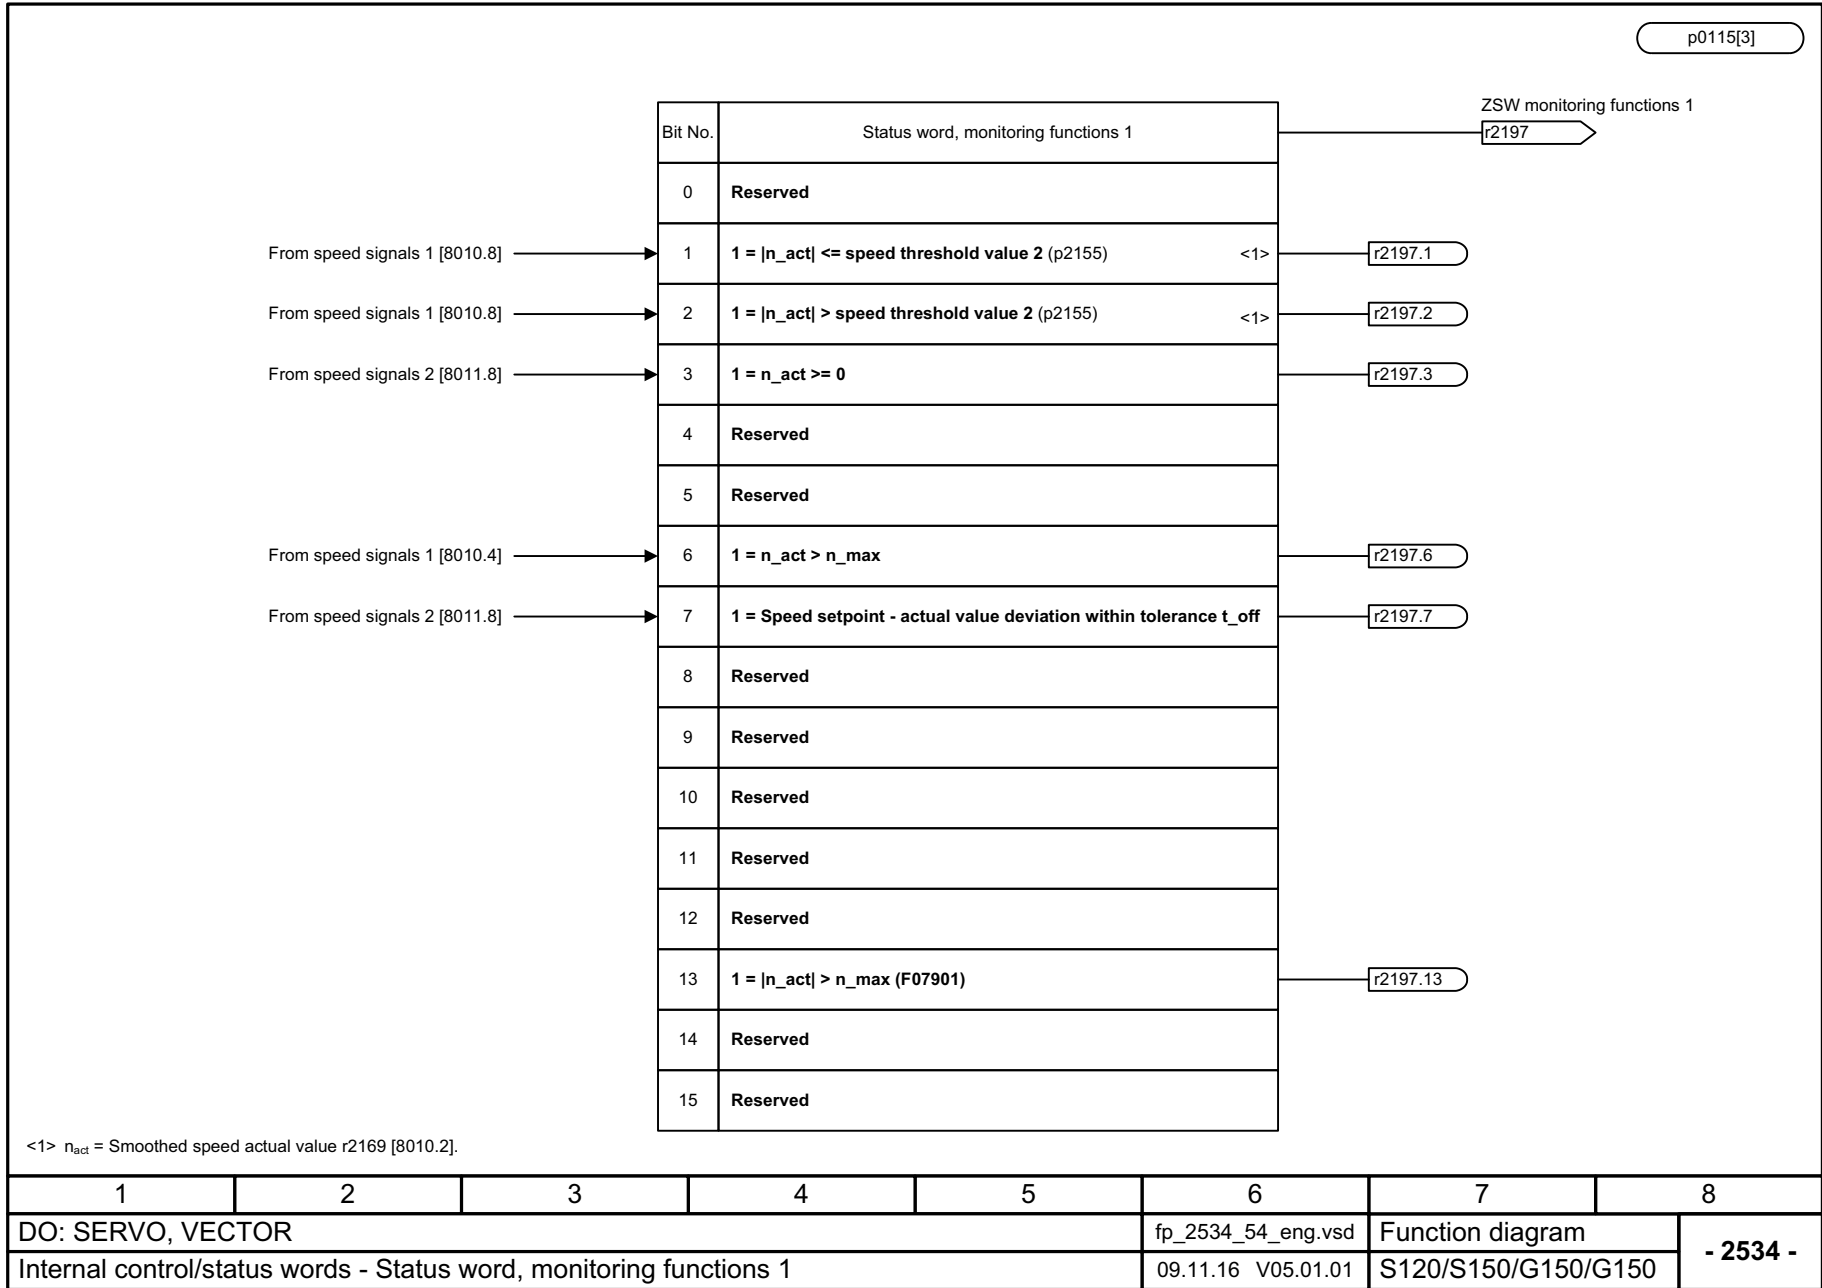 p0115[3]
ZSW monitoring functions 1
Bit No. Status word, monitoring functions 1 r2197
0 Reserved
From speed signals 1 [8010.8] 1 1 = |n_act| <= speed threshold value 2 (p2155) <1> r2197.1
From speed signals 1 [8010.8] 2 1 = |n_act| > speed threshold value 2 (p2155) <1> r2197.2
From speed signals 2 [8011.8] 3 1 = n_act >= 0 r2197.3
4 Reserved
5 Reserved
From speed signals 1 [8010.4] 6 1 = n_act > n_max r2197.6
From speed signals 2 [8011.8] 7 1 = Speed setpoint - actual value deviation within tolerance t_off r2197.7
8 Reserved
9 Reserved
10 Reserved
11 Reserved
12 Reserved
13 1 = |n_act| > n_max (F07901) r2197.13
14 Reserved
15 Reserved
<1> nact = Smoothed speed actual value r2169 [8010.2].
1 2 3 4 5 6 7 8
DO: SERVO, VECTOR fp_2534_54_eng.vsd Function diagram - 2534 -
Internal control/status words - Status word, monitoring functions 1 09.11.16 V05.01.01 S120/S150/G150/G150